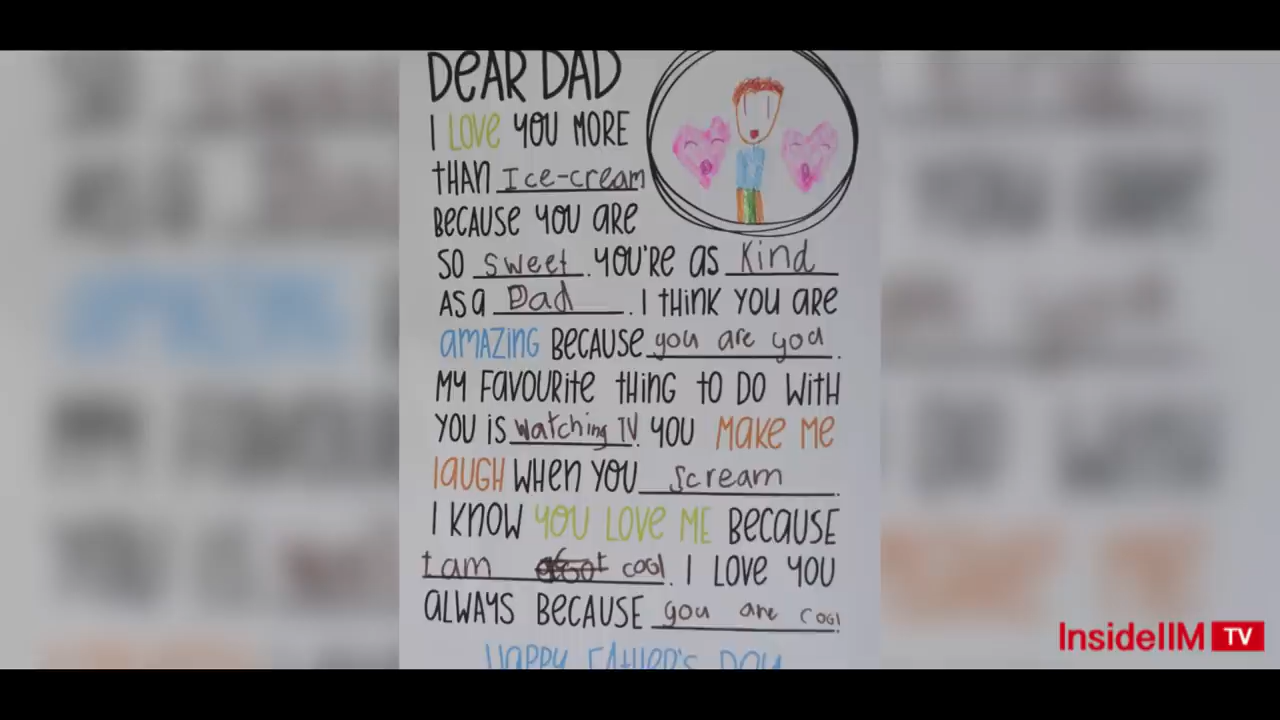 DEAR DAD
I LOVE YOU MORE
THAN Ice-cream
BECAUSE YOU ARE
SO sweet. YOU'RE AS Kind
AS A Dad. I THINK YOU ARE
AMAZING BECAUSE you are you.
MY FAVOURITE THING TO DO WITH
YOU IS watching TV. YOU MAKE ME
LAUGH WHEN YOU Scream.
I KNOW YOU LOVE ME BECAUSE
I am cool. I LOVE YOU
ALWAYS BECAUSE you are cool
HAPPY FATHER'S DAY
InsideIIM TV